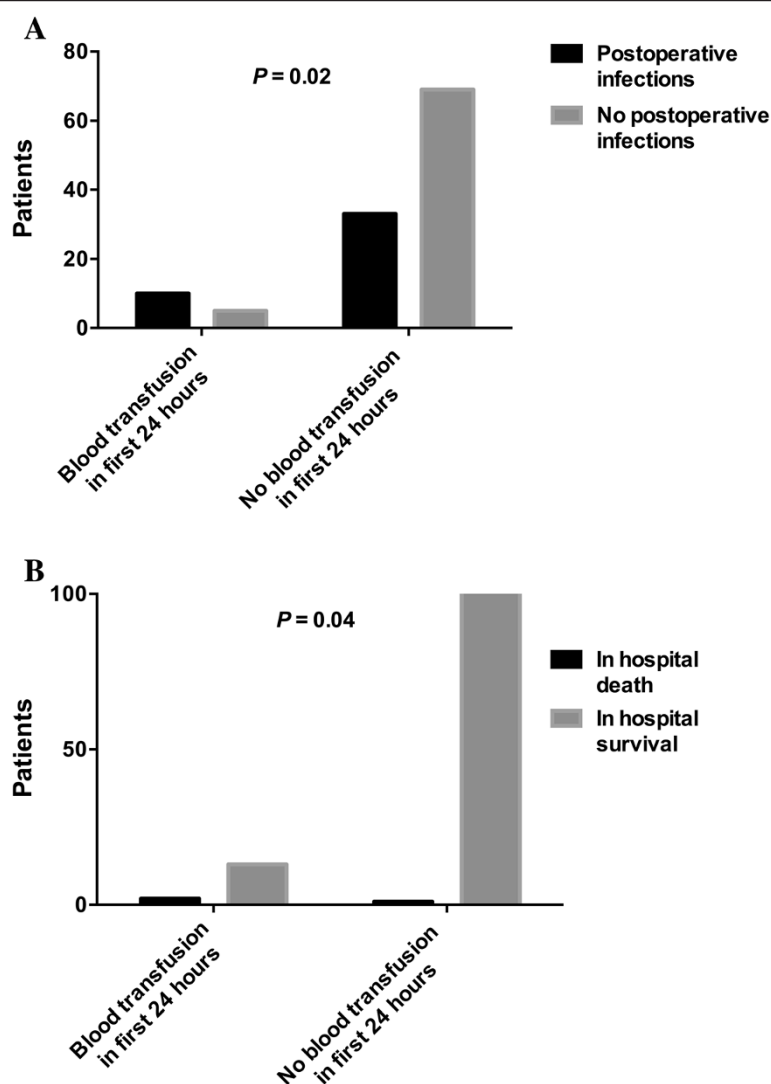 A
80
60
40
20
0
Patients
P = 0.02
Postoperative
infections
No postoperative
infections
Blood transfusion
in first 24 hours
No blood transfusion
in first 24 hours
B
100
50
0
Patients
P = 0.04
In hospital
death
In hospital
survival
Blood transfusion
in first 24 hours
No blood transfusion
in first 24 hours